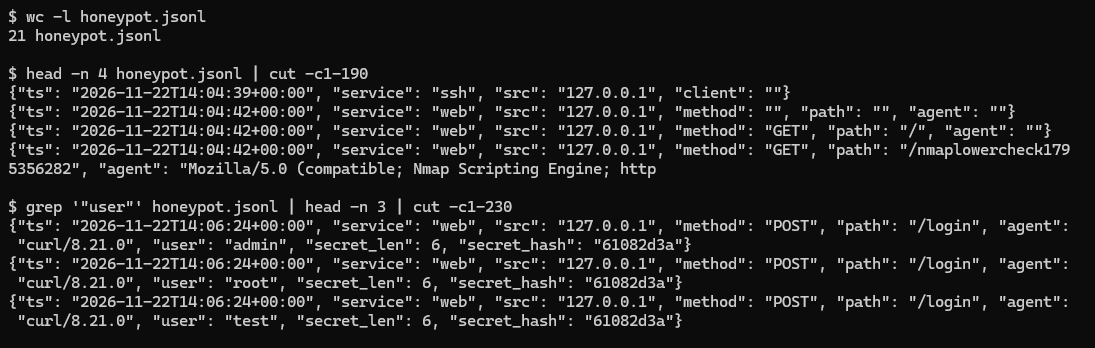 $ wc -l honeypot.jsonl
21 honeypot.jsonl
$ head -n 4 honeypot.jsonl | cut -c1-190
{"ts": "2026-11-22T14:04:39+00:00", "service": "ssh", "src": "127.0.0.1", "client": ""}
{"ts": "2026-11-22T14:04:42+00:00", "service": "web", "src": "127.0.0.1", "method": "", "path": "", "agent": ""}
{"ts": "2026-11-22T14:04:42+00:00", "service": "web", "src": "127.0.0.1", "method": "GET", "path": "/", "agent": ""}
{"ts": "2026-11-22T14:04:42+00:00", "service": "web", "src": "127.0.0.1", "method": "GET", "path": "/nmaplowercheck179
5356282", "agent": "Mozilla/5.0 (compatible; Nmap Scripting Engine; http
$ grep '"user"' honeypot.jsonl | head -n 3 | cut -c1-230
{"ts": "2026-11-22T14:06:24+00:00", "service": "web", "src": "127.0.0.1", "method": "POST", "path": "/login", "agent":
 "curl/8.21.0", "user": "admin", "secret_len": 6, "secret_hash": "61082d3a"}
{"ts": "2026-11-22T14:06:24+00:00", "service": "web", "src": "127.0.0.1", "method": "POST", "path": "/login", "agent":
 "curl/8.21.0", "user": "root", "secret_len": 6, "secret_hash": "61082d3a"}
{"ts": "2026-11-22T14:06:24+00:00", "service": "web", "src": "127.0.0.1", "method": "POST", "path": "/login", "agent":
 "curl/8.21.0", "user": "test", "secret_len": 6, "secret_hash": "61082d3a"}